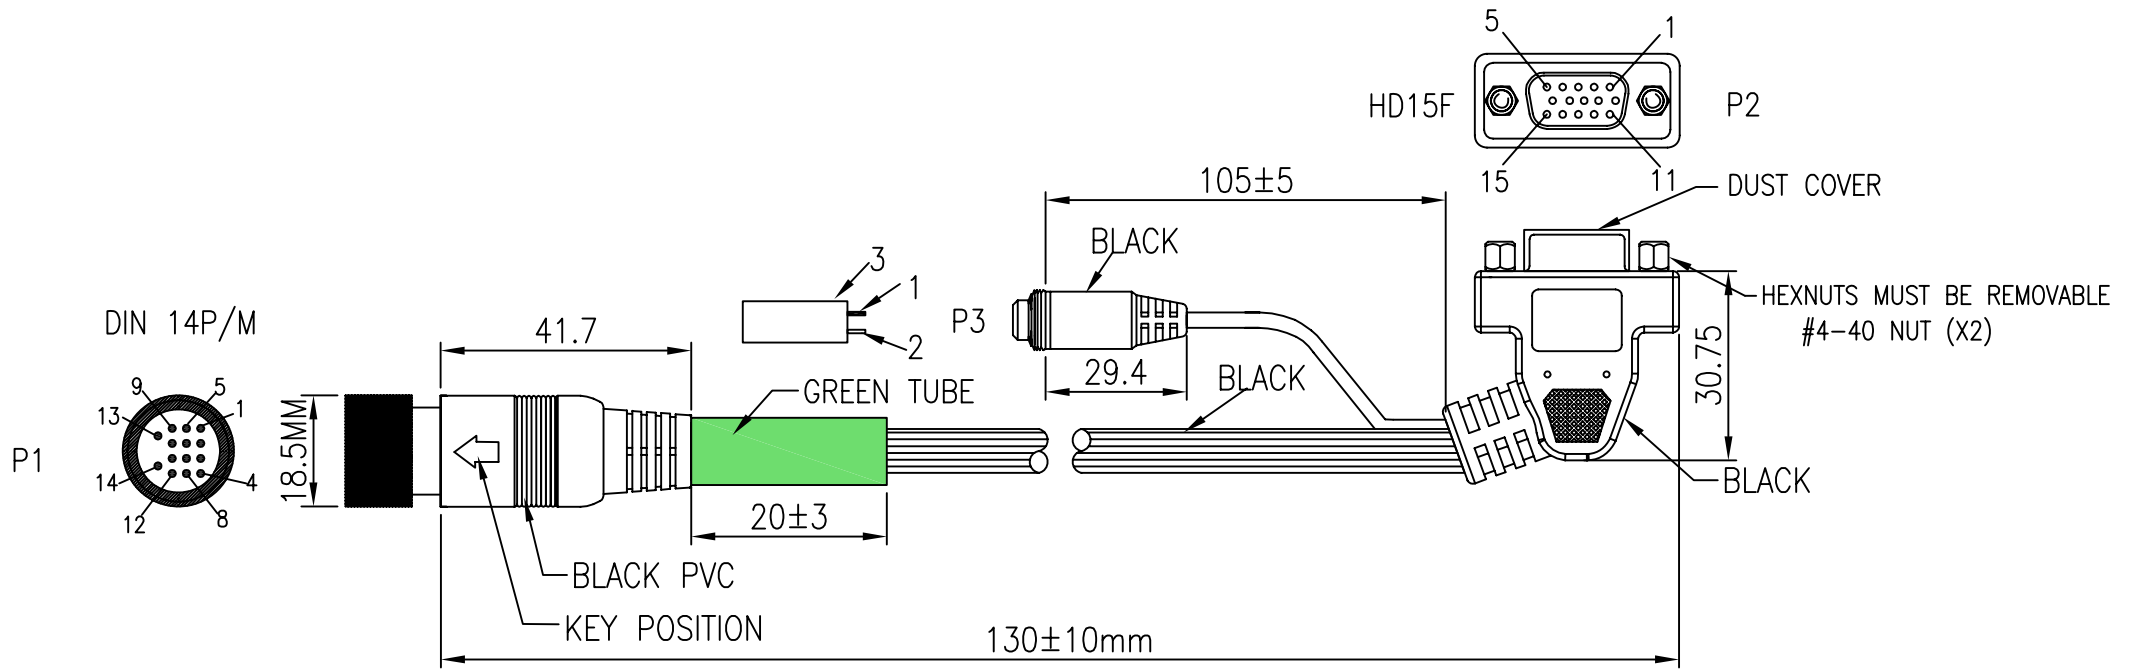 5
1
HD15F
P2
15
11
105±5
DUST COVER
BLACK
3
1
2
P3
HEXNUTS MUST BE REMOVABLE
#4-40 NUT (X2)
DIN 14P/M
41.7
29.4
BLACK
30.75
GREEN TUBE
9
5
13
1
P1
14
4
12
8
18.5MM
BLACK
20±3
BLACK PVC
KEY POSITION
130±10mm